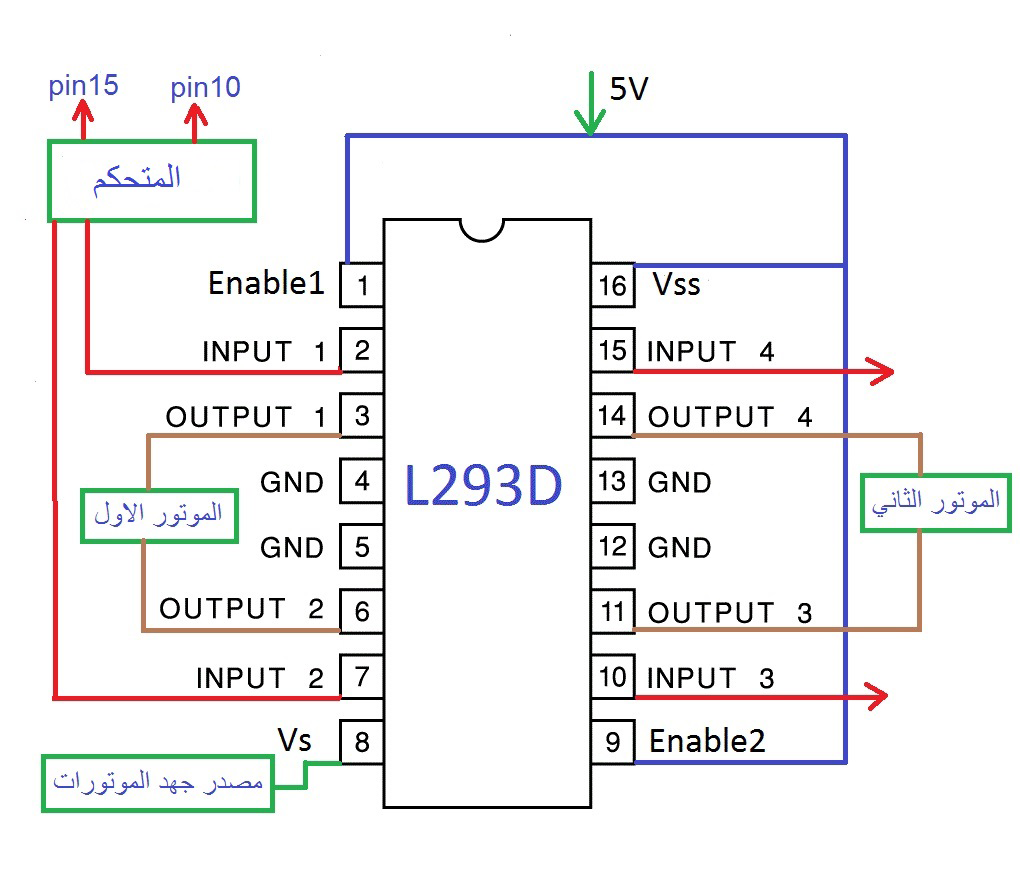 pin15
pin10
5V
المتحكم
Enable1
1
16
Vss
INPUT 1
2
15
INPUT 4
OUTPUT 1
3
14
OUTPUT 4
GND
4
L293D
13
GND
الموتور الاول
الموتور الثاني
GND
5
12
GND
OUTPUT 2
6
11
OUTPUT 3
INPUT 2
7
10
INPUT 3
Vs
8
9
Enable2
مصدر جهد الموتورات